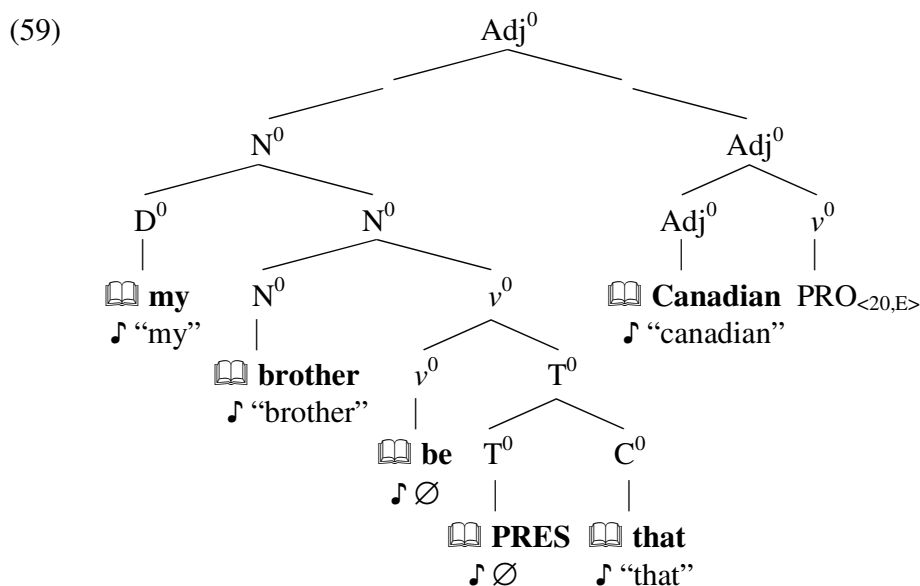 (59) Adj⁰
N⁰ Adj⁰
D⁰ N⁰ Adj⁰ v⁰
🕮 my N⁰ v⁰ 🕮 Canadian PRO<20,E>
♪ “my” ♪ “canadian”
🕮 brother v⁰ T⁰
♪ “brother”
🕮 be T⁰ C⁰
♪ ∅
🕮 PRES 🕮 that
♪ ∅ ♪ “that”